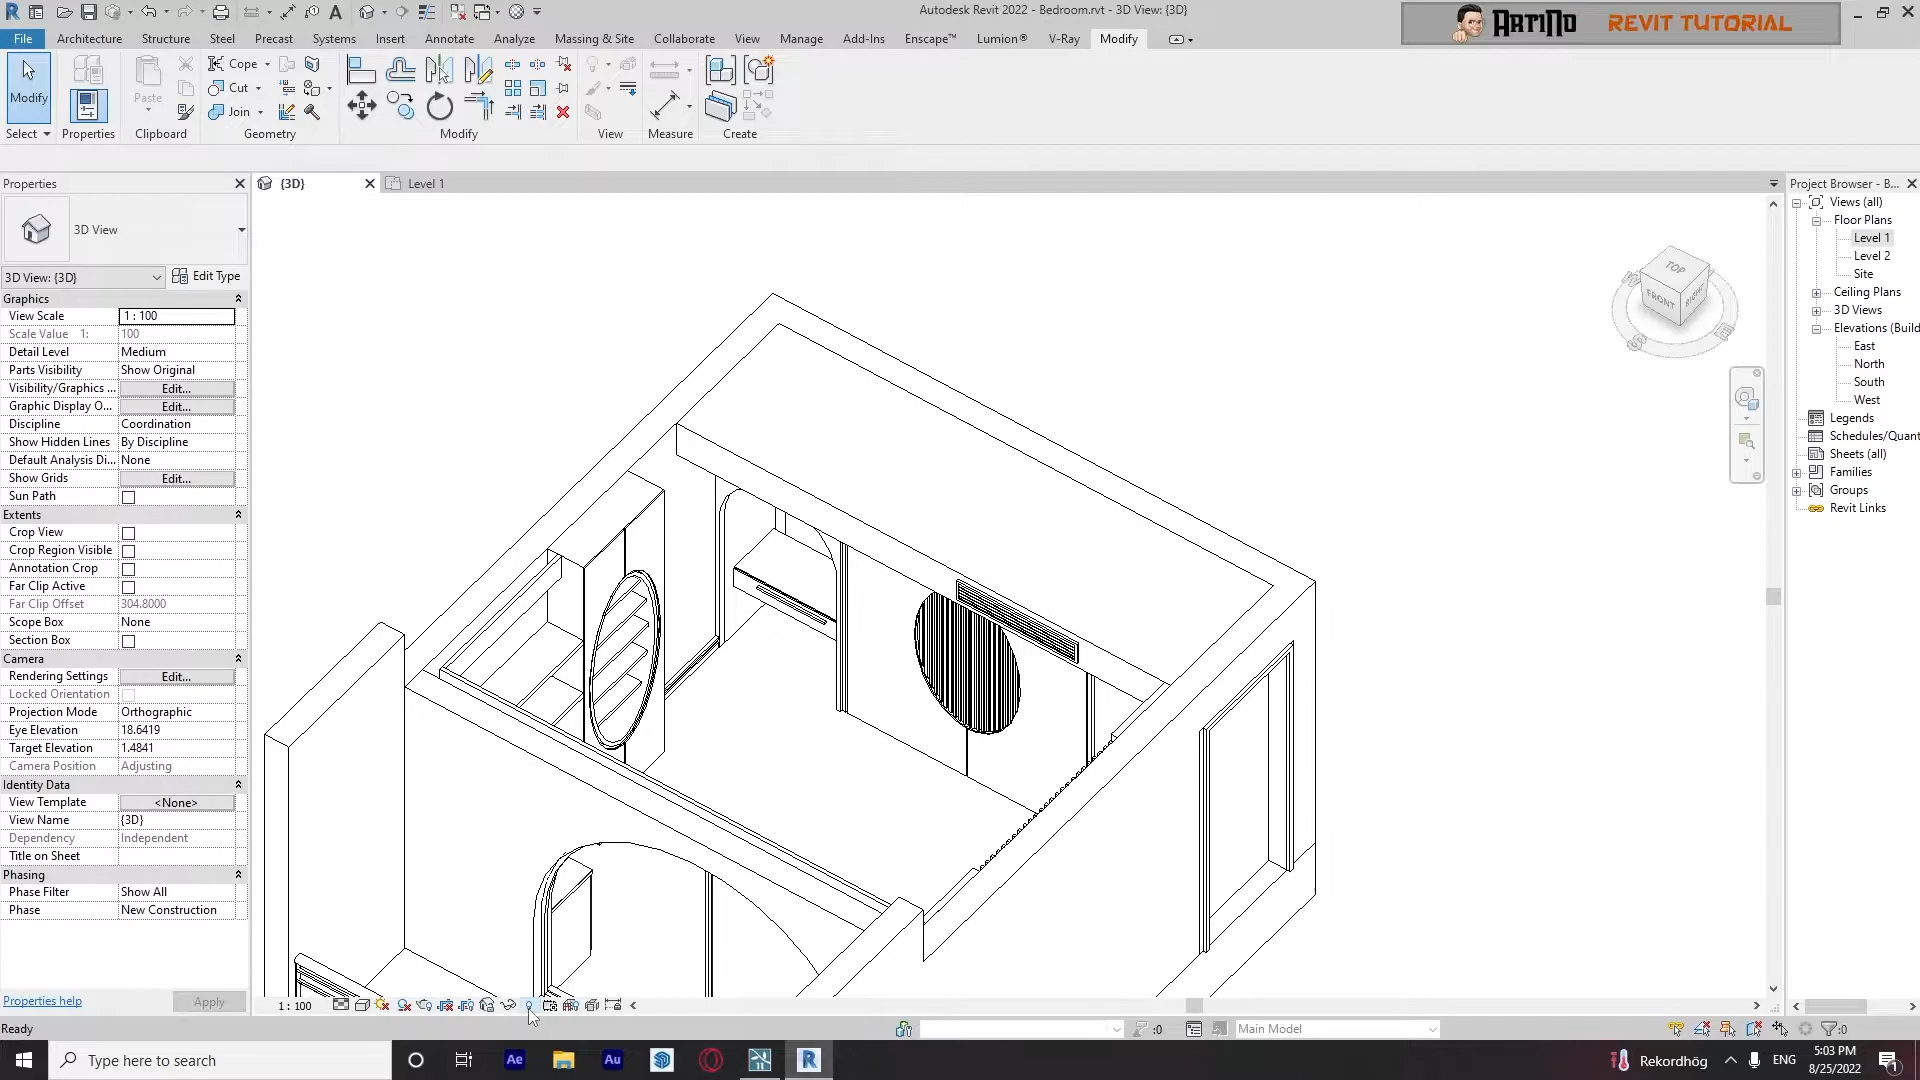 Autodesk Revit 2022 - Bedroom.rvt - 3D View: {3D}
ARTINO REVIT TUTORIAL
File Architecture Structure Steel Precast Systems Insert Annotate Analyze Massing & Site Collaborate View Manage Add-Ins Enscape™ Lumion® V-Ray Modify
Modify
Paste
Cope
Cut
Join
Select Properties Clipboard Geometry Modify View Measure Create
Properties
{3D}
Level 1
Project Browser - B...
3D View
3D View: {3D}
Edit Type
Graphics
View Scale 1 : 100
Scale Value 1: 100
Detail Level Medium
Parts Visibility Show Original
Visibility/Graphics ... Edit...
Graphic Display O... Edit...
Discipline Coordination
Show Hidden Lines By Discipline
Default Analysis Di... None
Show Grids Edit...
Sun Path
Extents
Crop View
Crop Region Visible
Annotation Crop
Far Clip Active
Far Clip Offset 304.8000
Scope Box None
Section Box
Camera
Rendering Settings Edit...
Locked Orientation
Projection Mode Orthographic
Eye Elevation 18.6419
Target Elevation 1.4841
Camera Position Adjusting
Identity Data
View Template <None>
View Name {3D}
Dependency Independent
Title on Sheet
Phasing
Phase Filter Show All
Phase New Construction
Properties help
Apply
TOP
FRONT
RIGHT
Views (all)
Floor Plans
Level 1
Level 2
Site
Ceiling Plans
3D Views
Elevations (Build
East
North
South
West
Legends
Schedules/Quant
Sheets (all)
Families
Groups
Revit Links
1 : 100
Ready
:0
Main Model
:0
Type here to search
Ae
Au
R
Rekordhög
ENG
5:03 PM
8/25/2022
1